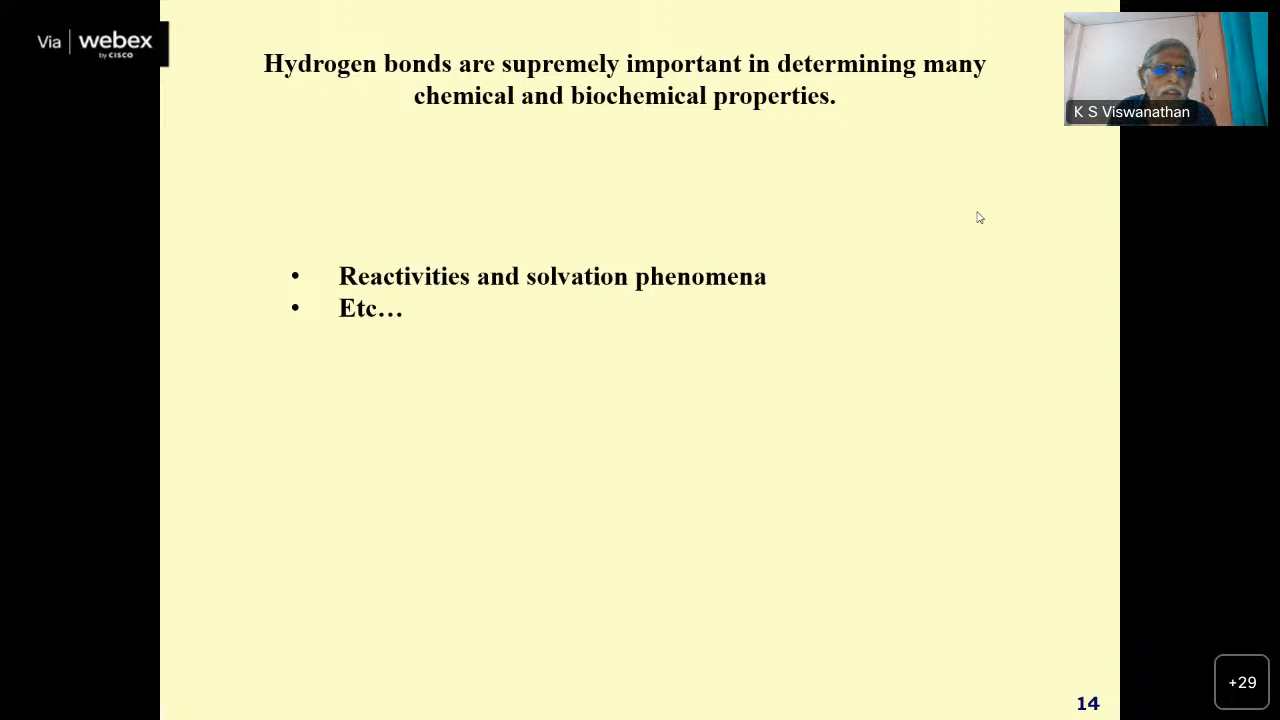 Via webex
by CISCO
Hydrogen bonds are supremely important in determining many
chemical and biochemical properties.
K S Viswanathan
• Reactivities and solvation phenomena
• Etc…
+29
14